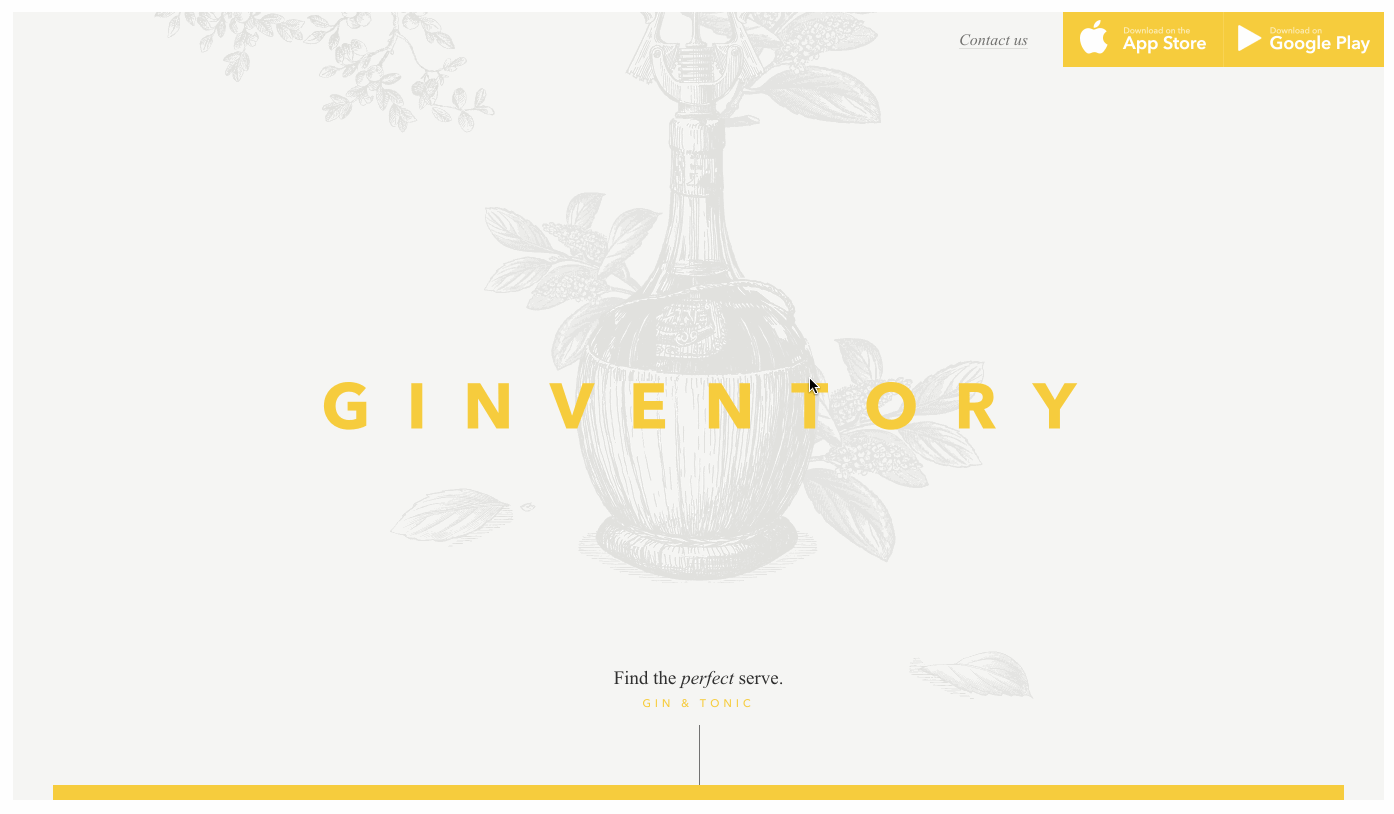 Contact us
Download on the
App Store
Download on
Google Play
GINVENTORY
Find the perfect serve.
GIN & TONIC